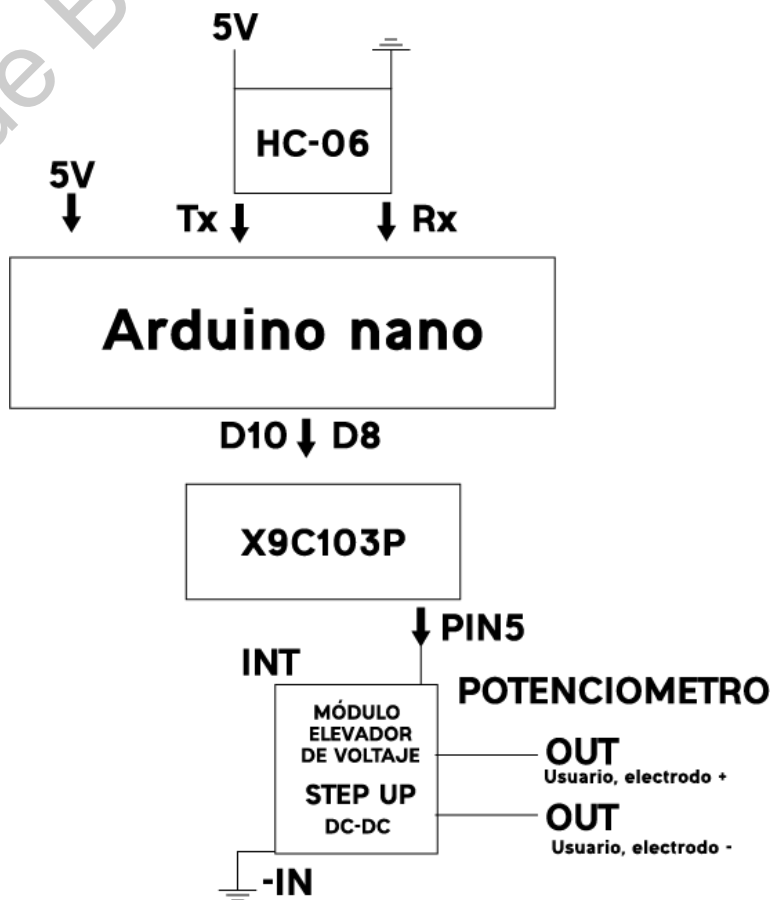 de B
5V
HC-06
5V
Tx
Rx
Arduino nano
D10
D8
X9C103P
PIN5
INT
POTENCIOMETRO
MÓDULO
ELEVADOR
DE VOLTAJE
STEP UP
DC-DC
OUT
Usuario, electrodo +
OUT
Usuario, electrodo -
-IN